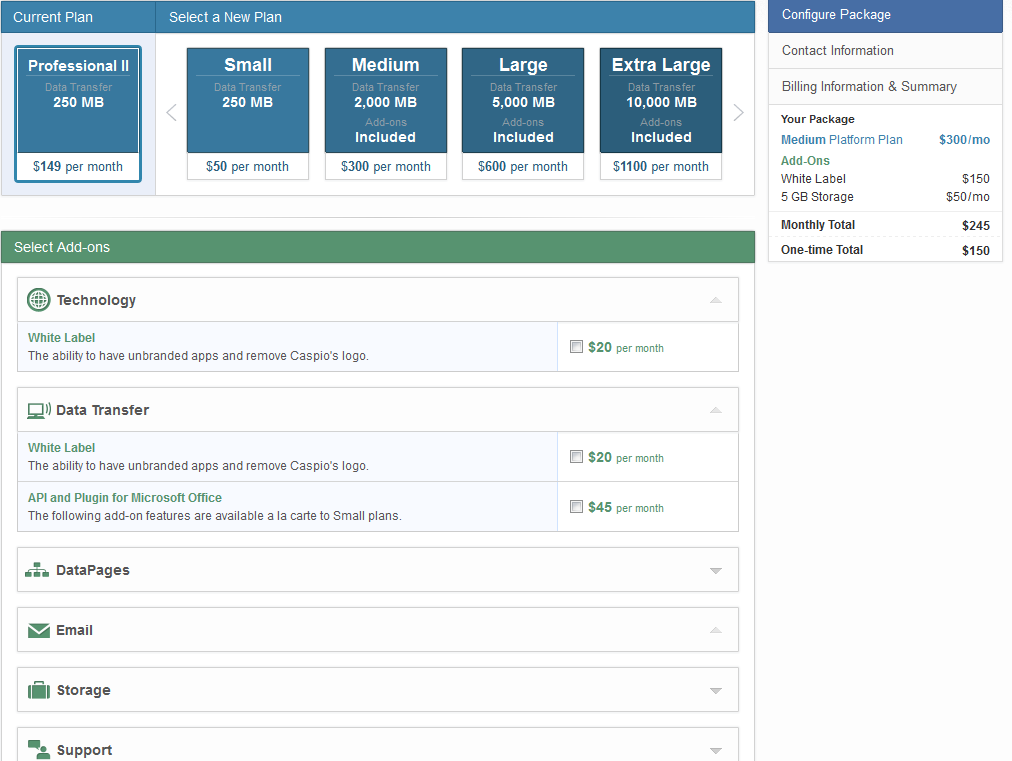 Current Plan
Select a New Plan
Professional II
Data Transfer
250 MB
$149 per month
Small
Data Transfer
250 MB
$50 per month
Medium
Data Transfer
2,000 MB
Add-ons
Included
$300 per month
Large
Data Transfer
5,000 MB
Add-ons
Included
$600 per month
Extra Large
Data Transfer
10,000 MB
Add-ons
Included
$1100 per month
Select Add-ons
Technology
White Label
The ability to have unbranded apps and remove Caspio's logo.
$20 per month
Data Transfer
White Label
The ability to have unbranded apps and remove Caspio's logo.
$20 per month
API and Plugin for Microsoft Office
The following add-on features are available a la carte to Small plans.
$45 per month
DataPages
Email
Storage
Support
Configure Package
Contact Information
Billing Information & Summary
Your Package
Medium Platform Plan $300/mo
Add-Ons
White Label $150
5 GB Storage $50/mo
Monthly Total $245
One-time Total $150